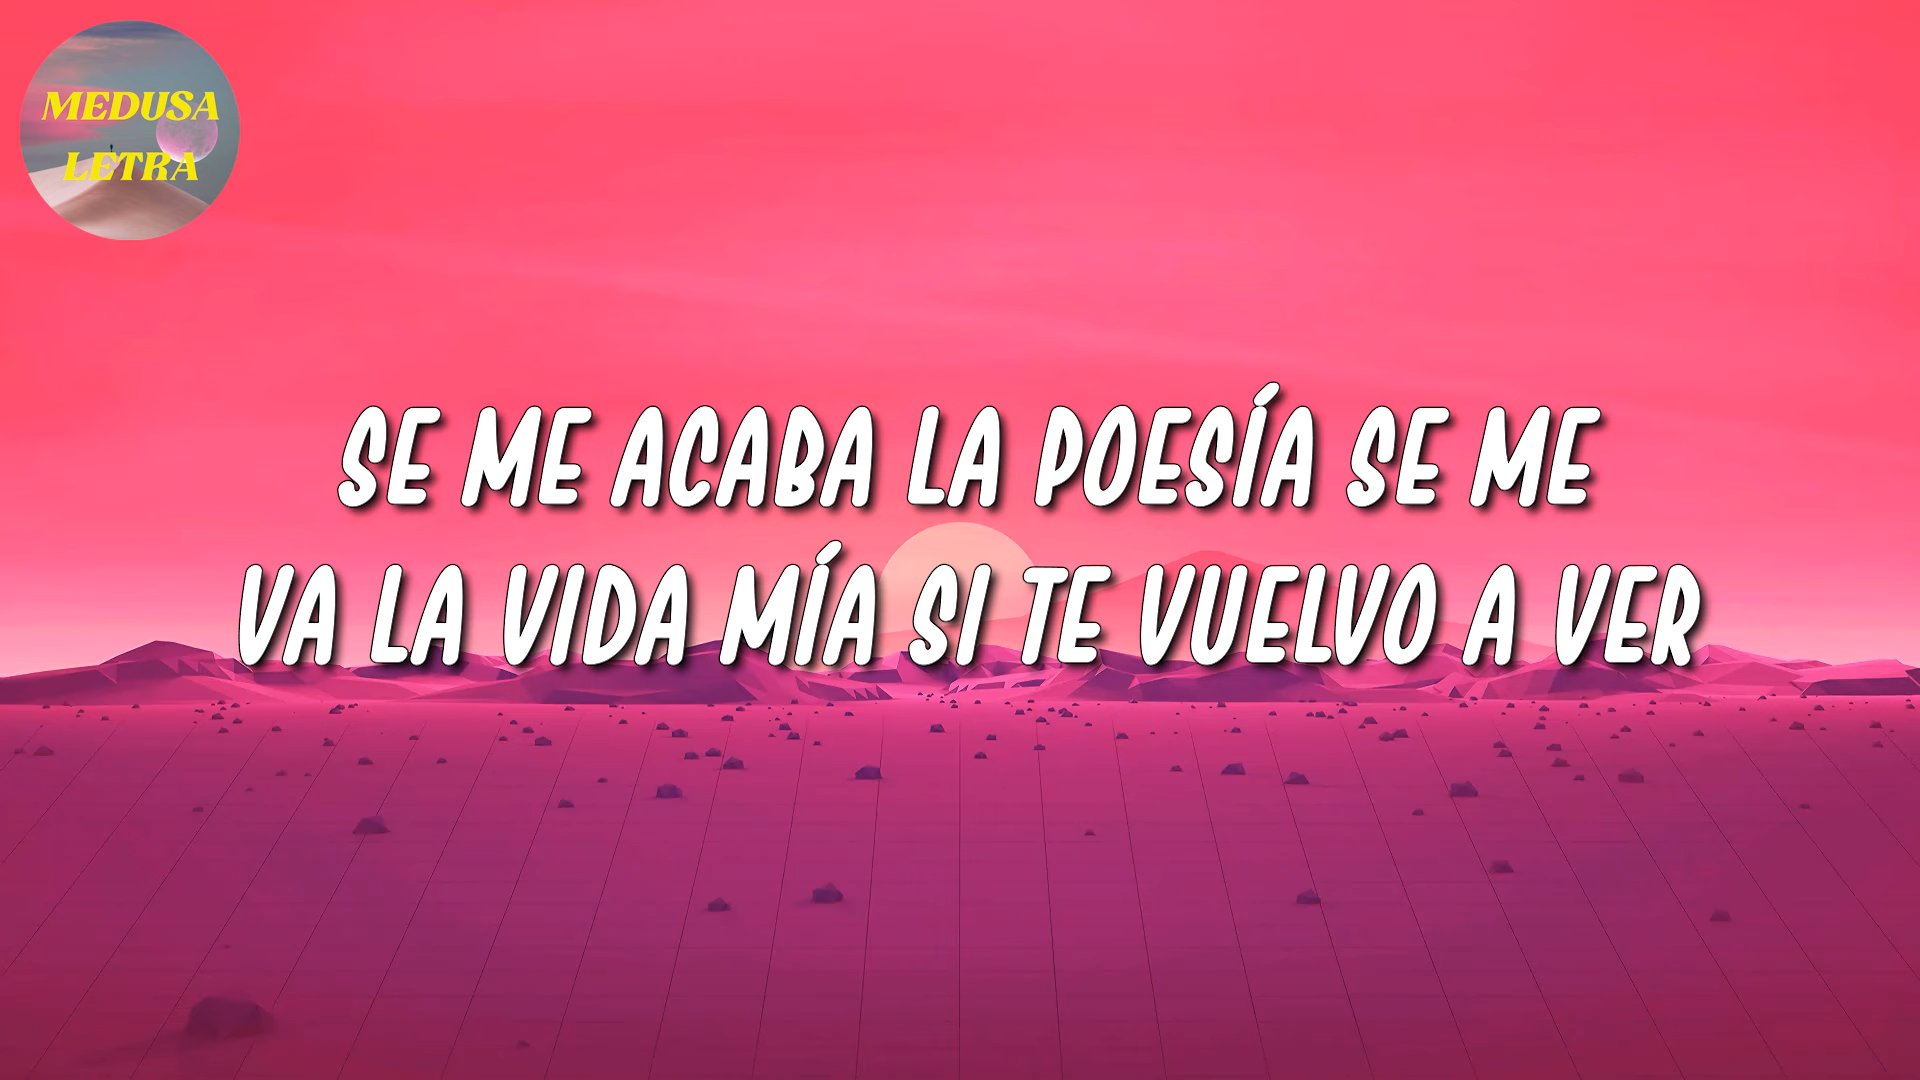 MEDUSA
LETRA
SE ME ACABA LA POESÍA SE ME
VA LA VIDA MÍA SI TE VUELVO A VER